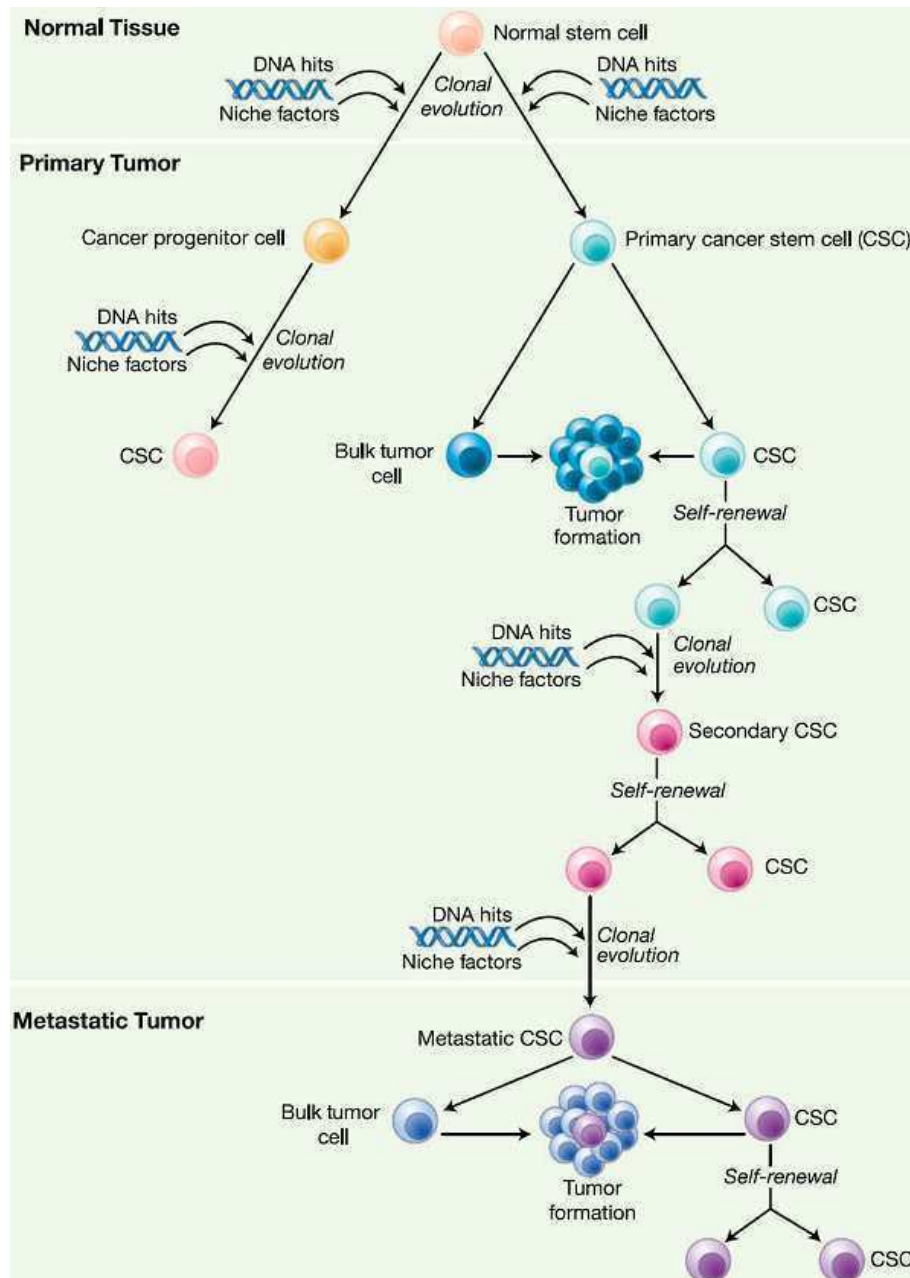 Normal Tissue
Normal stem cell
DNA hits
Niche factors
Clonal
evolution
DNA hits
Niche factors
Primary Tumor
Cancer progenitor cell
Primary cancer stem cell (CSC)
DNA hits
Niche factors
Clonal
evolution
CSC
Bulk tumor
cell
Tumor
formation
CSC
Self-renewal
CSC
DNA hits
Niche factors
Clonal
evolution
Secondary CSC
Self-renewal
CSC
DNA hits
Niche factors
Clonal
evolution
Metastatic Tumor
Metastatic CSC
Bulk tumor
cell
Tumor
formation
CSC
Self-renewal
CSC